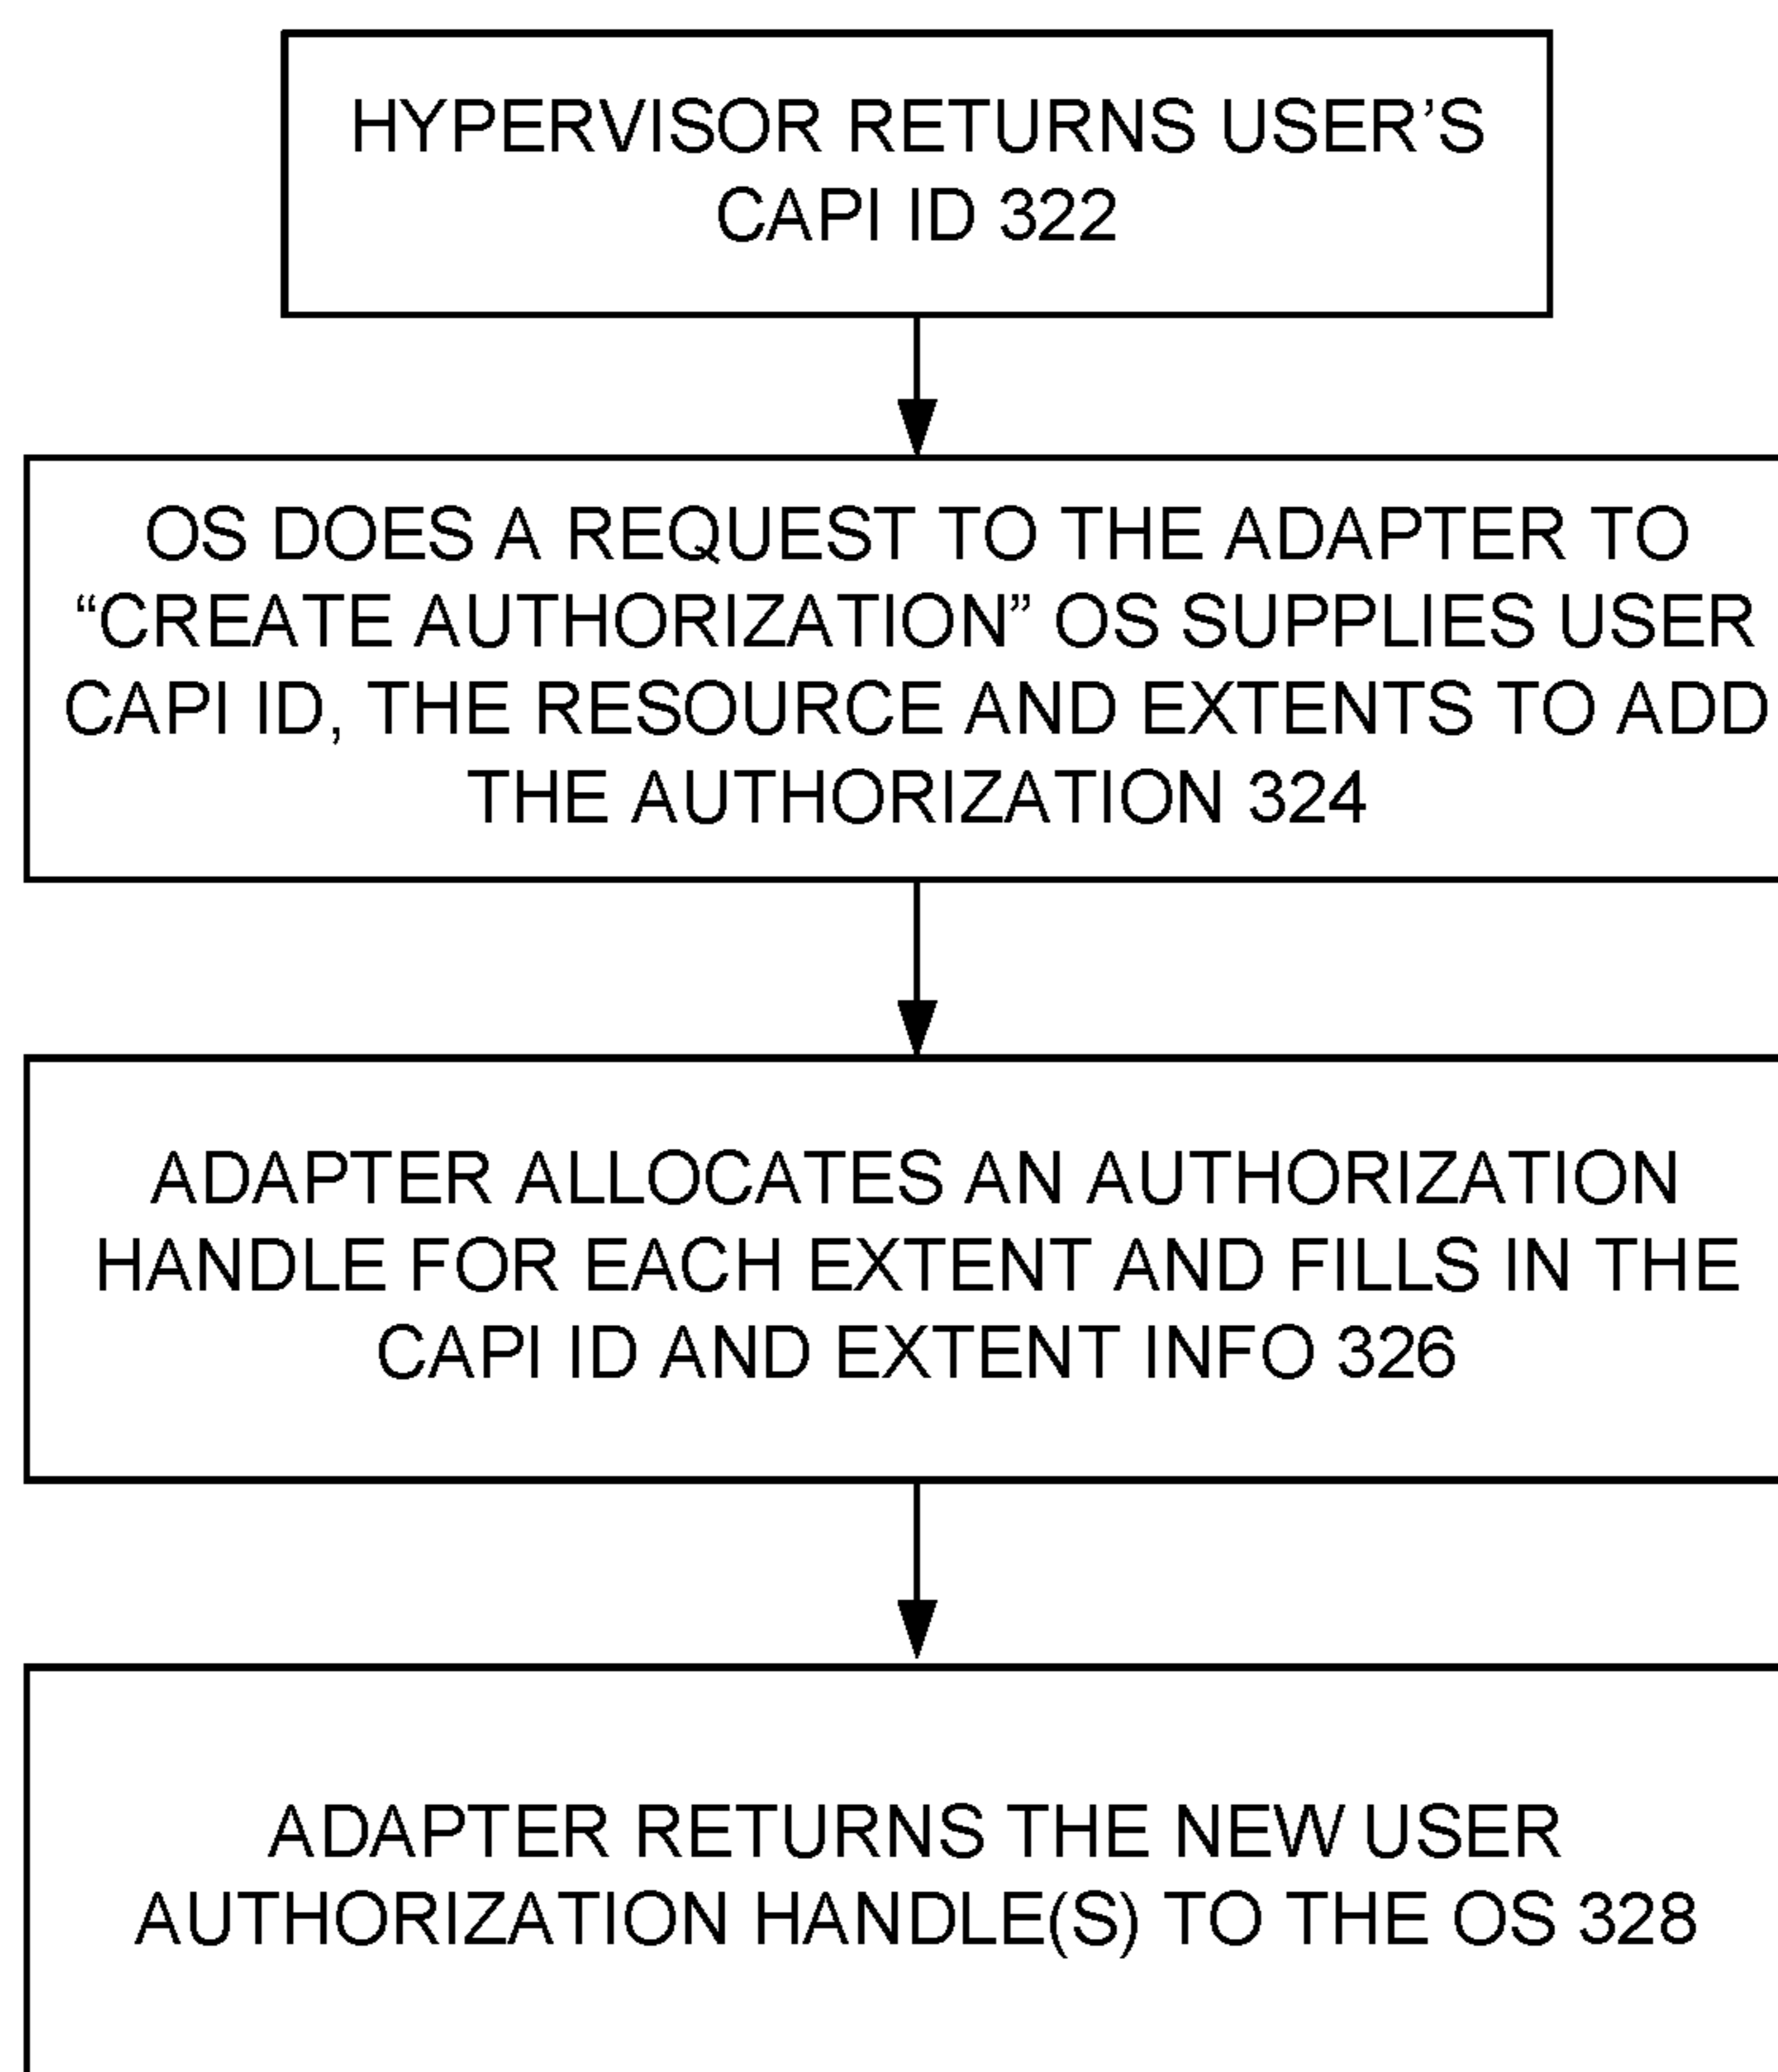 HYPERVISOR RETURNS USER’S
CAPI ID 322
OS DOES A REQUEST TO THE ADAPTER TO
“CREATE AUTHORIZATION” OS SUPPLIES USER
CAPI ID, THE RESOURCE AND EXTENTS TO ADD
THE AUTHORIZATION 324
ADAPTER ALLOCATES AN AUTHORIZATION
HANDLE FOR EACH EXTENT AND FILLS IN THE
CAPI ID AND EXTENT INFO 326
ADAPTER RETURNS THE NEW USER
AUTHORIZATION HANDLE(S) TO THE OS 328